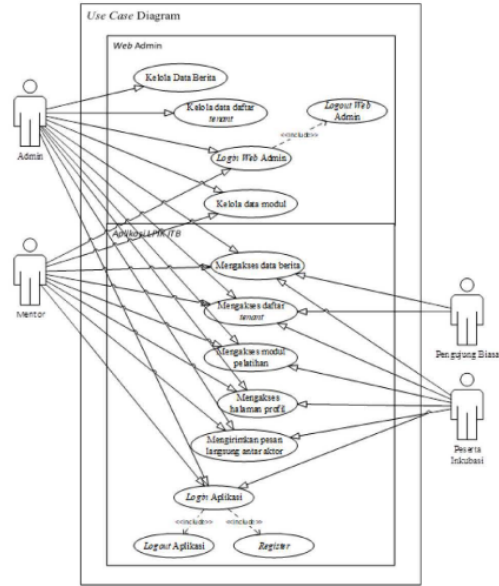 Use Case Diagram
Web Admin
Kelola Data Berita
Kelola data daftar
tenant
Logout Web
Admin
<<include>>
Login Web Admin
Kelola data modul
Admin
Aplikasi LPIK ITB
Mengakses data berita
Mentor
Mengakses daftar
tenant
Mengakses modul
pelatihan
Pengujung Biasa
Mengakses
halaman profil
Mengirimkan pesan
langsung antar aktor
Peserta
Inkubasi
Login Aplikasi
<<include>>
<<include>>
Logout Aplikasi
Register